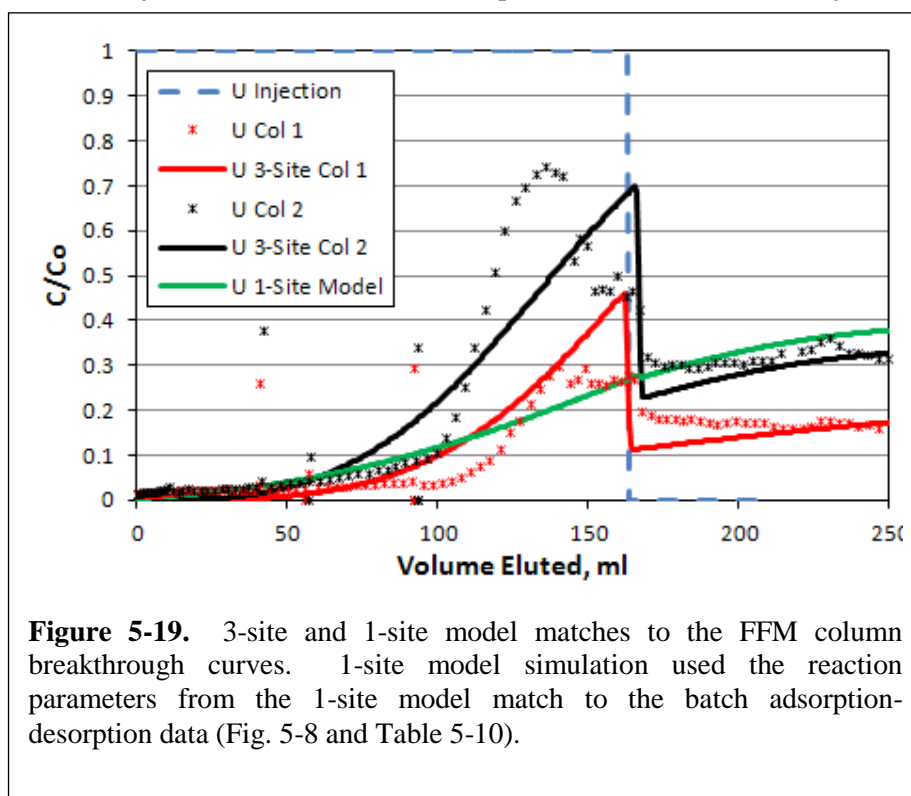 1
0.9
0.8
0.7
0.6
0.5
0.4
0.3
0.2
0.1
0
C/Co
U Injection
U Col 1
U 3-Site Col 1
U Col 2
U 3-Site Col 2
U 1-Site Model
0 50 100 150 200 250
Volume Eluted, ml
Figure 5-19. 3-site and 1-site model matches to the FFM column
breakthrough curves. 1-site model simulation used the reaction
parameters from the 1-site model match to the batch adsorption-
desorption data (Fig. 5-8 and Table 5-10).